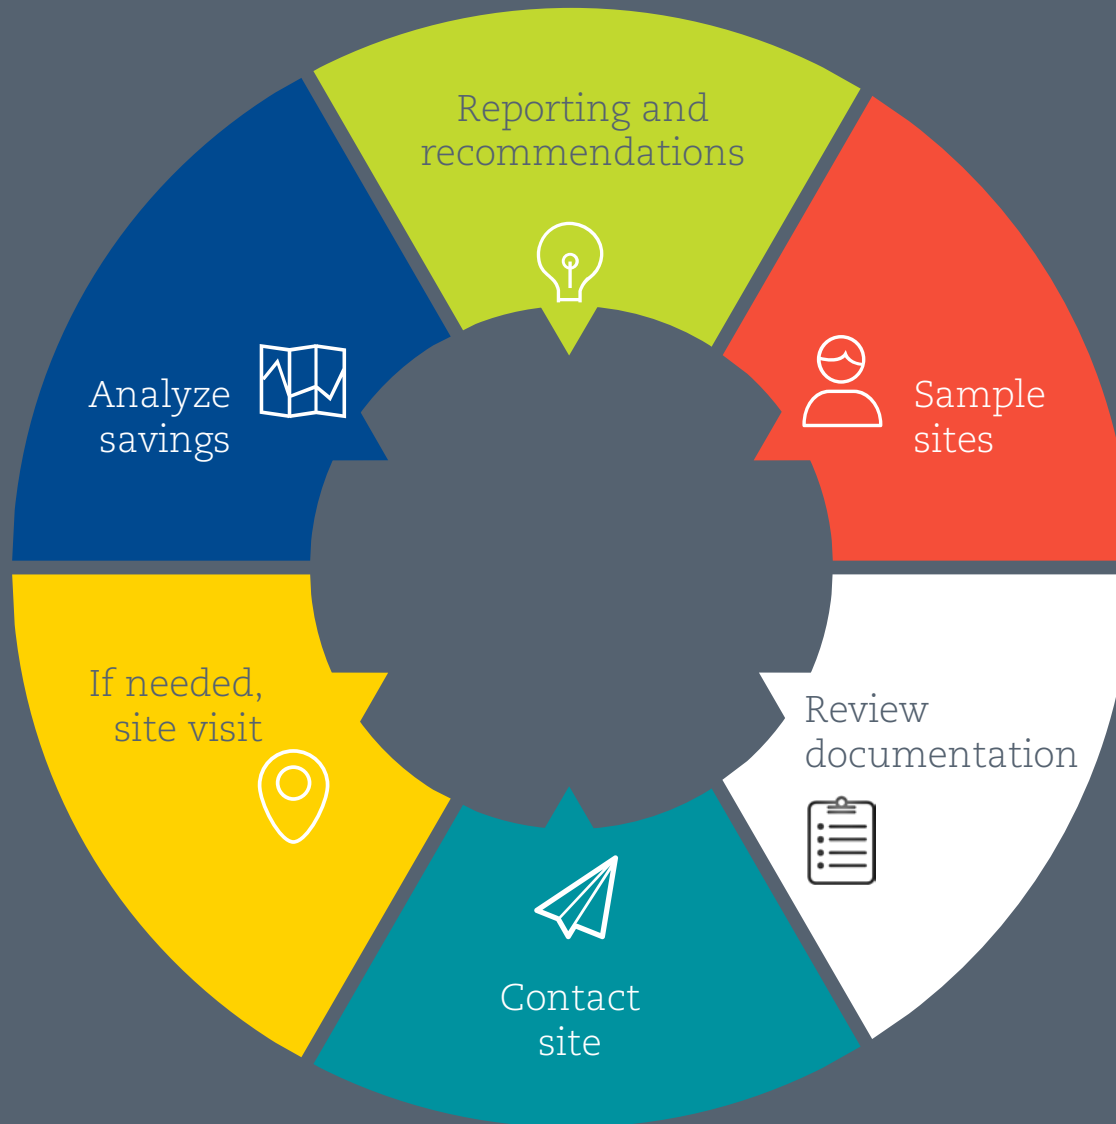 Reporting and
recommendations
Sample
sites
Review
documentation
Contact
site
If needed,
site visit
Analyze
savings